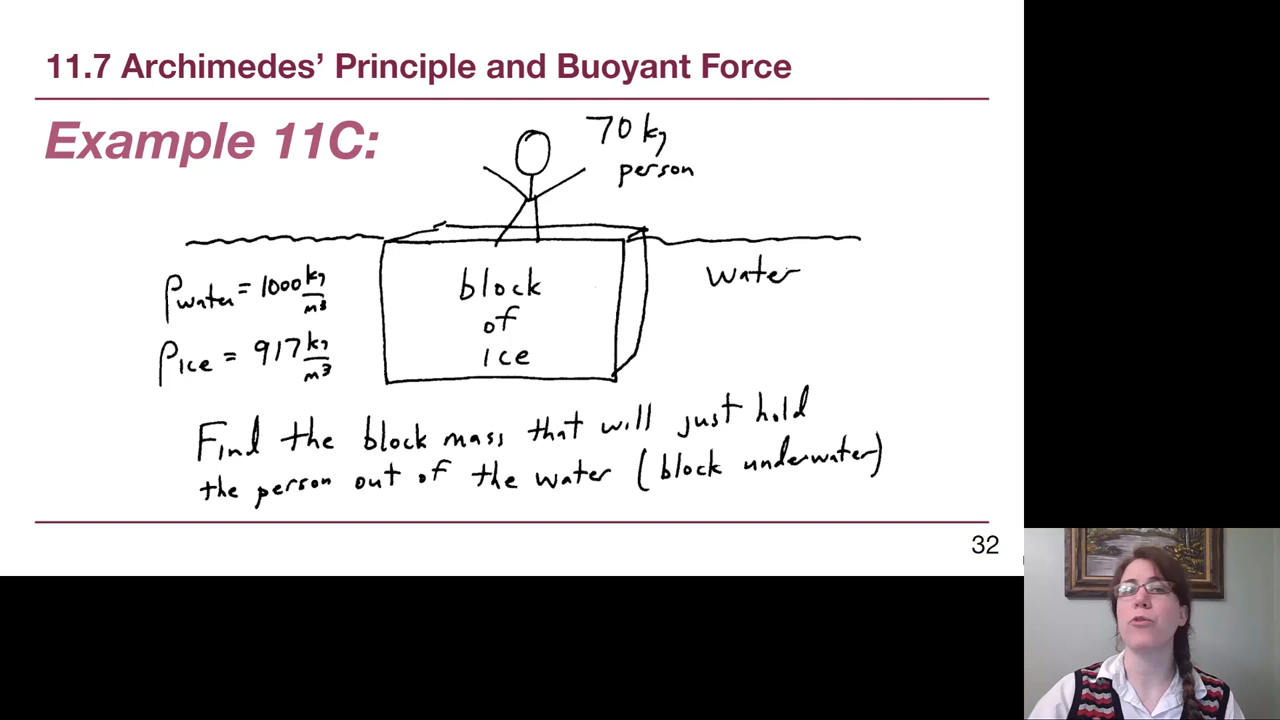 11.7 Archimedes' Principle and Buoyant Force
Example 11C:
70 kg
person
water
ρwater = 1000 kg/m³
ρice = 917 kg/m³
block
of
ice
Find the block mass that will just hold
the person out of the water (block underwater)
32